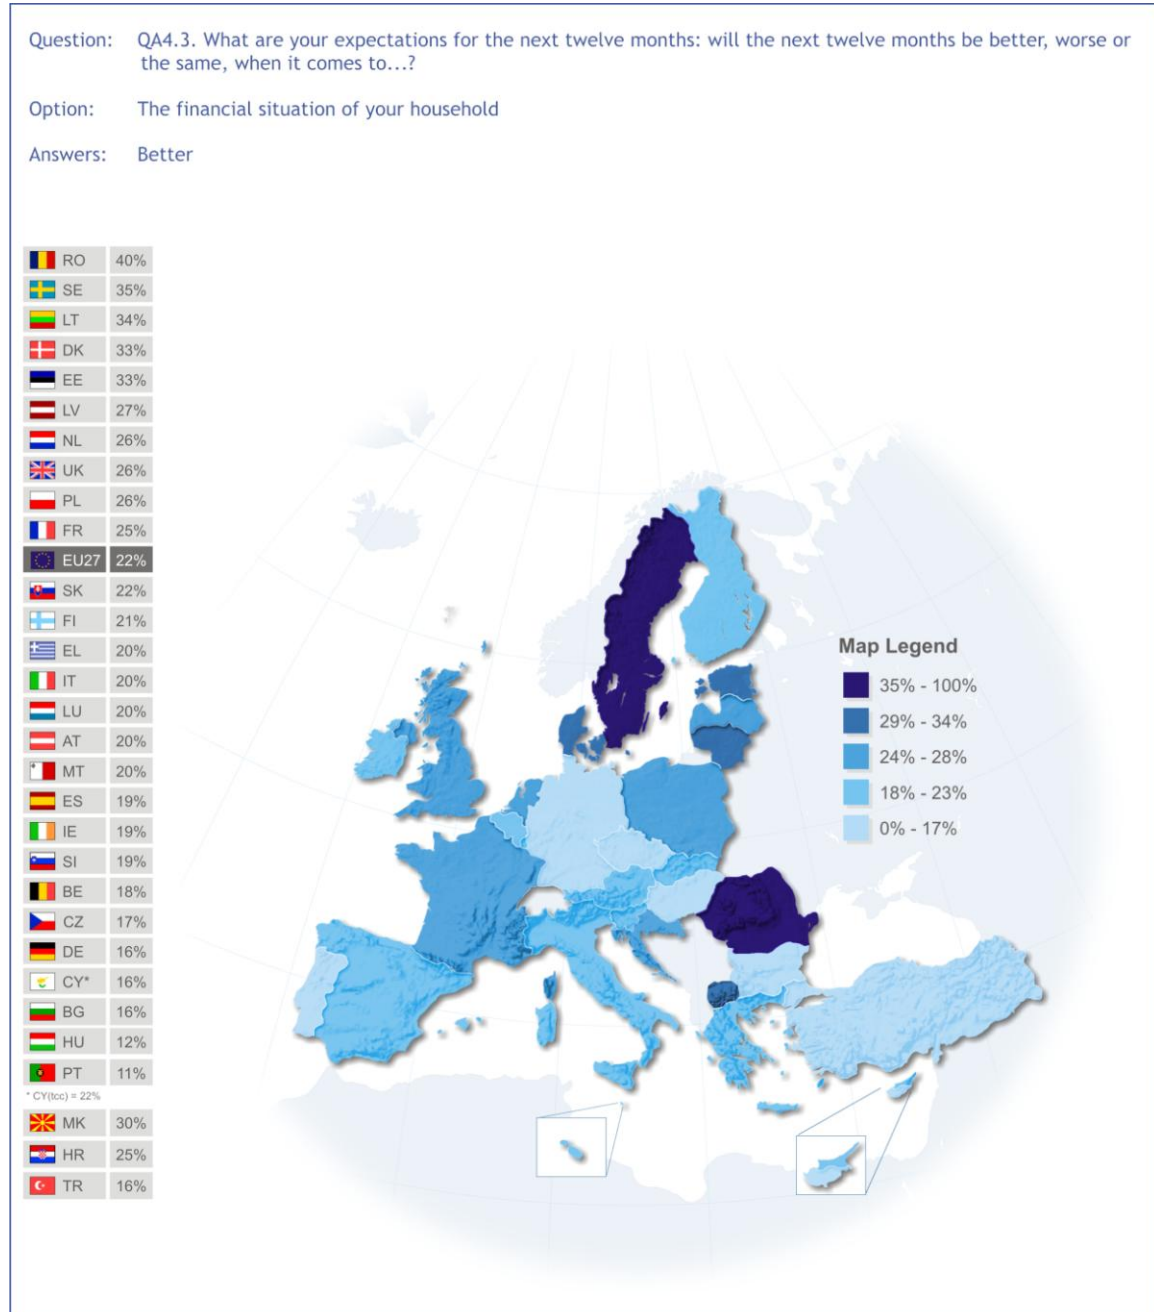 Question: QA4.3. What are your expectations for the next twelve months: will the next twelve months be better, worse or
the same, when it comes to...?
Option: The financial situation of your household
Answers: Better
RO 40%
SE 35%
LT 34%
DK 33%
EE 33%
LV 27%
NL 26%
UK 26%
PL 26%
FR 25%
EU27 22%
SK 22%
FI 21%
EL 20%
IT 20%
LU 20%
AT 20%
MT 20%
ES 19%
IE 19%
SI 19%
BE 18%
CZ 17%
DE 16%
CY* 16%
BG 16%
HU 12%
PT 11%
* CY(tcc) = 22%
MK 30%
HR 25%
TR 16%
Map Legend
35% - 100%
29% - 34%
24% - 28%
18% - 23%
0% - 17%